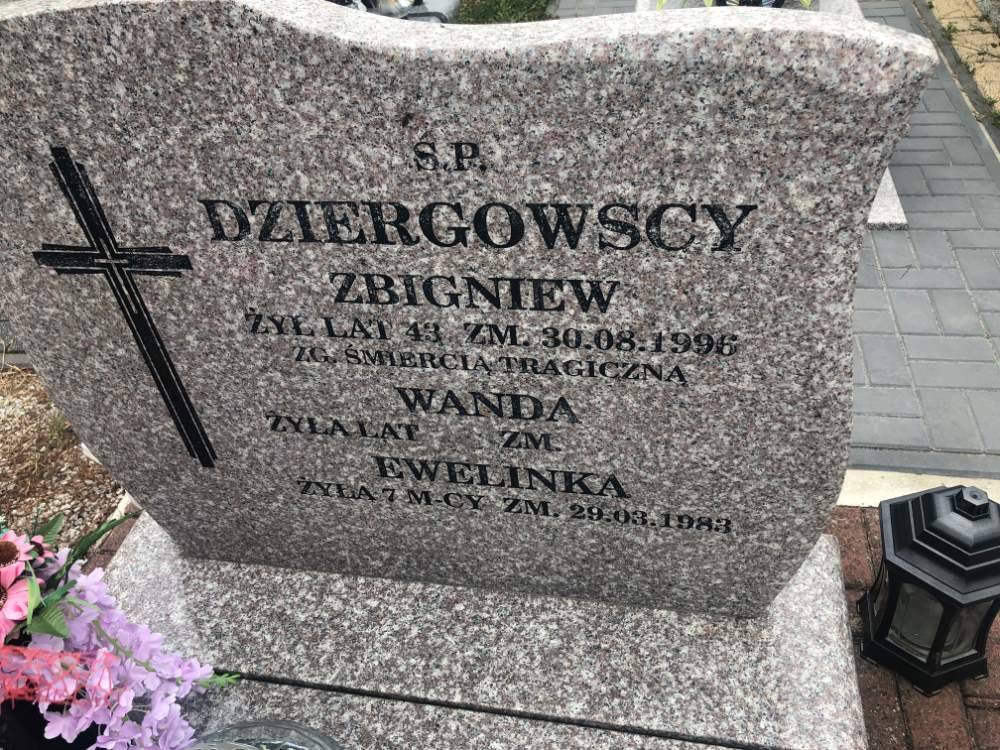 Ś.P.
DZIERGOWSCY
ZBIGNIEW
ŻYŁ LAT 43 ZM. 30.08.1996
ZG. ŚMIERCIĄ TRAGICZNĄ
WANDA
ŻYŁA LAT ZM.
EWELINKA
ŻYŁA 7 M-CY ZM. 29.03.1983